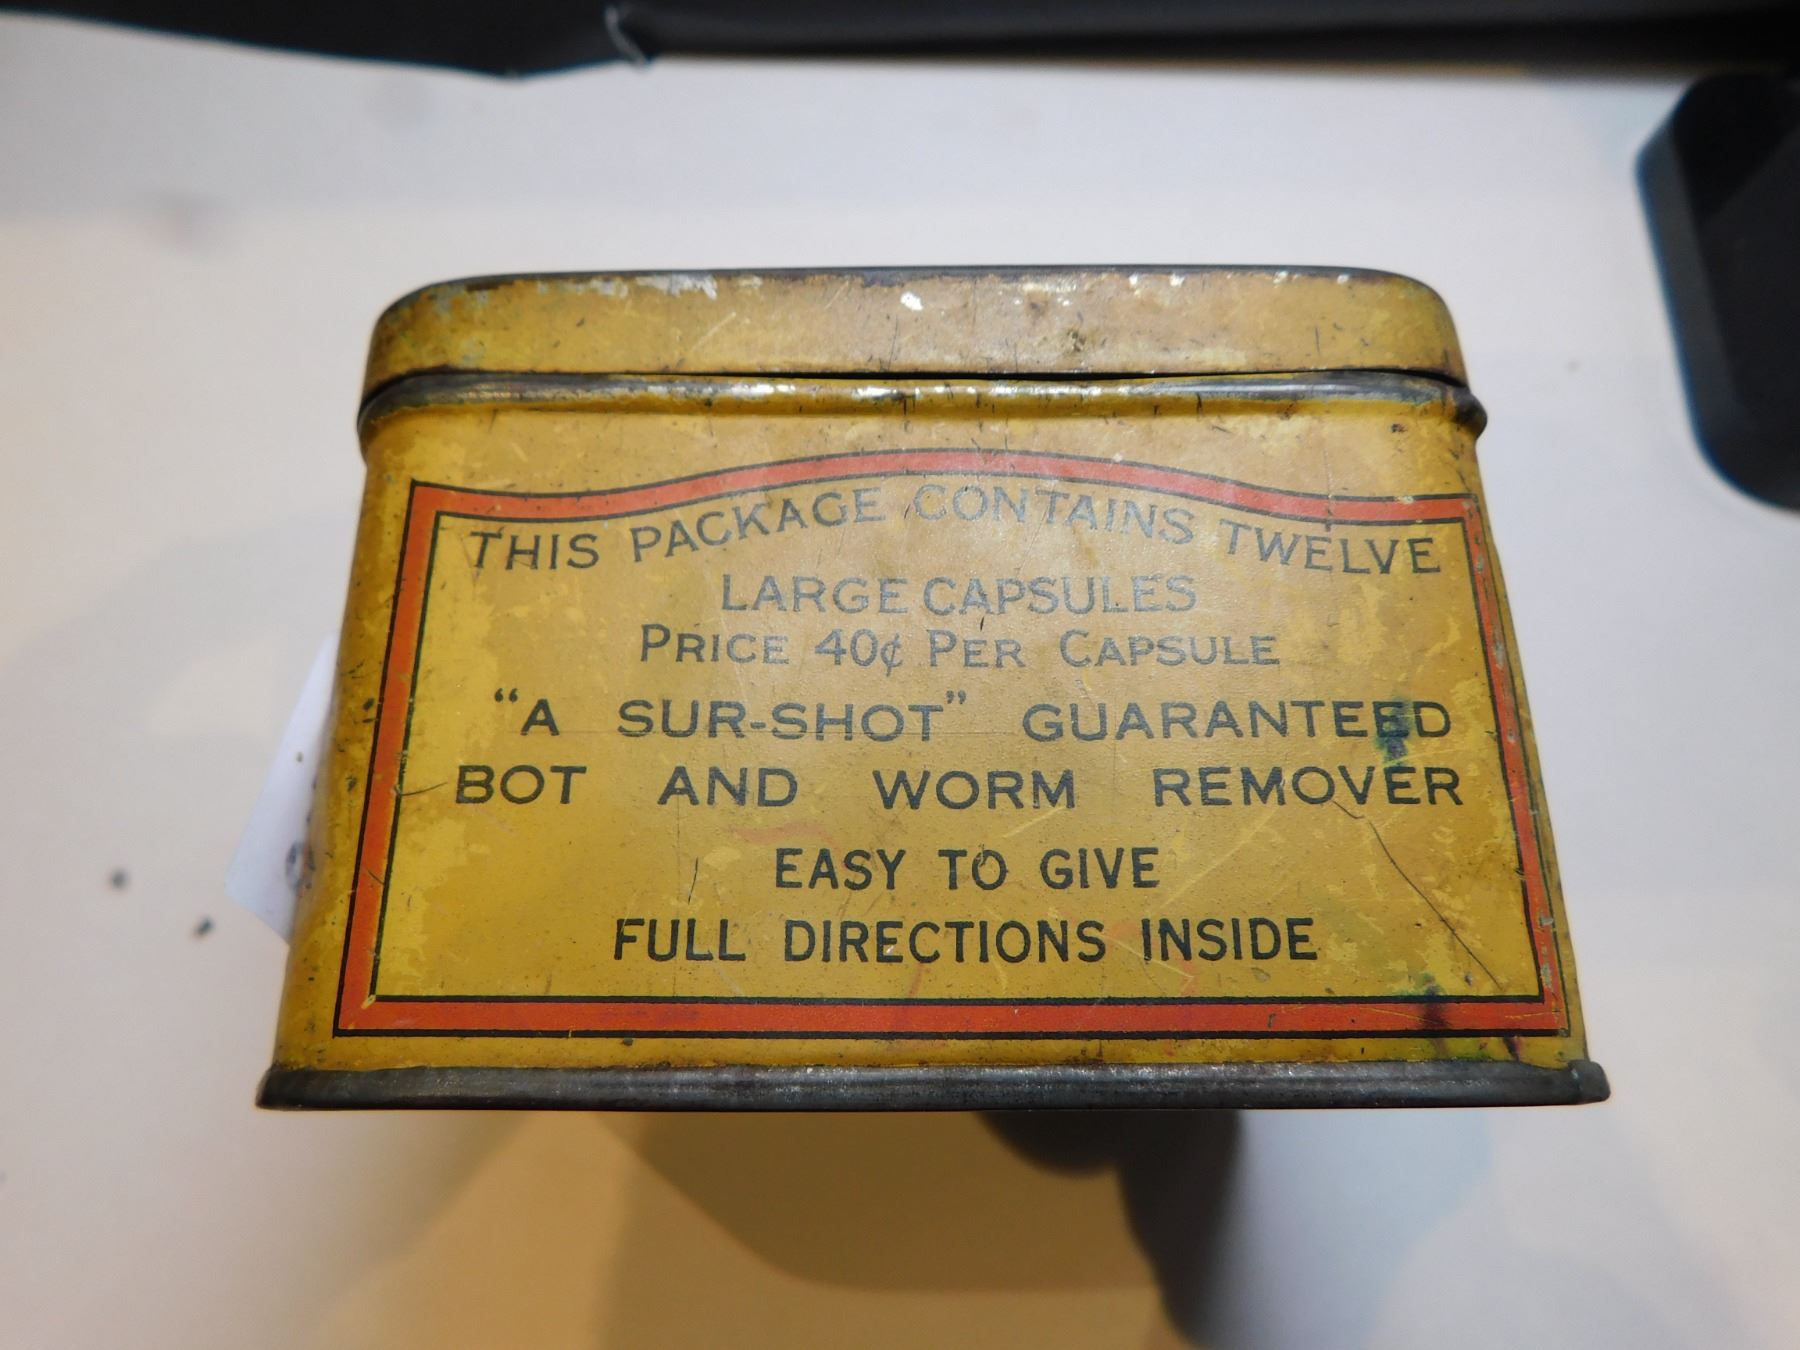 THIS PACKAGE CONTAINS TWELVE
LARGE CAPSULES
PRICE 40¢ PER CAPSULE
"A SUR-SHOT" GUARANTEED
BOT AND WORM REMOVER
EASY TO GIVE
FULL DIRECTIONS INSIDE